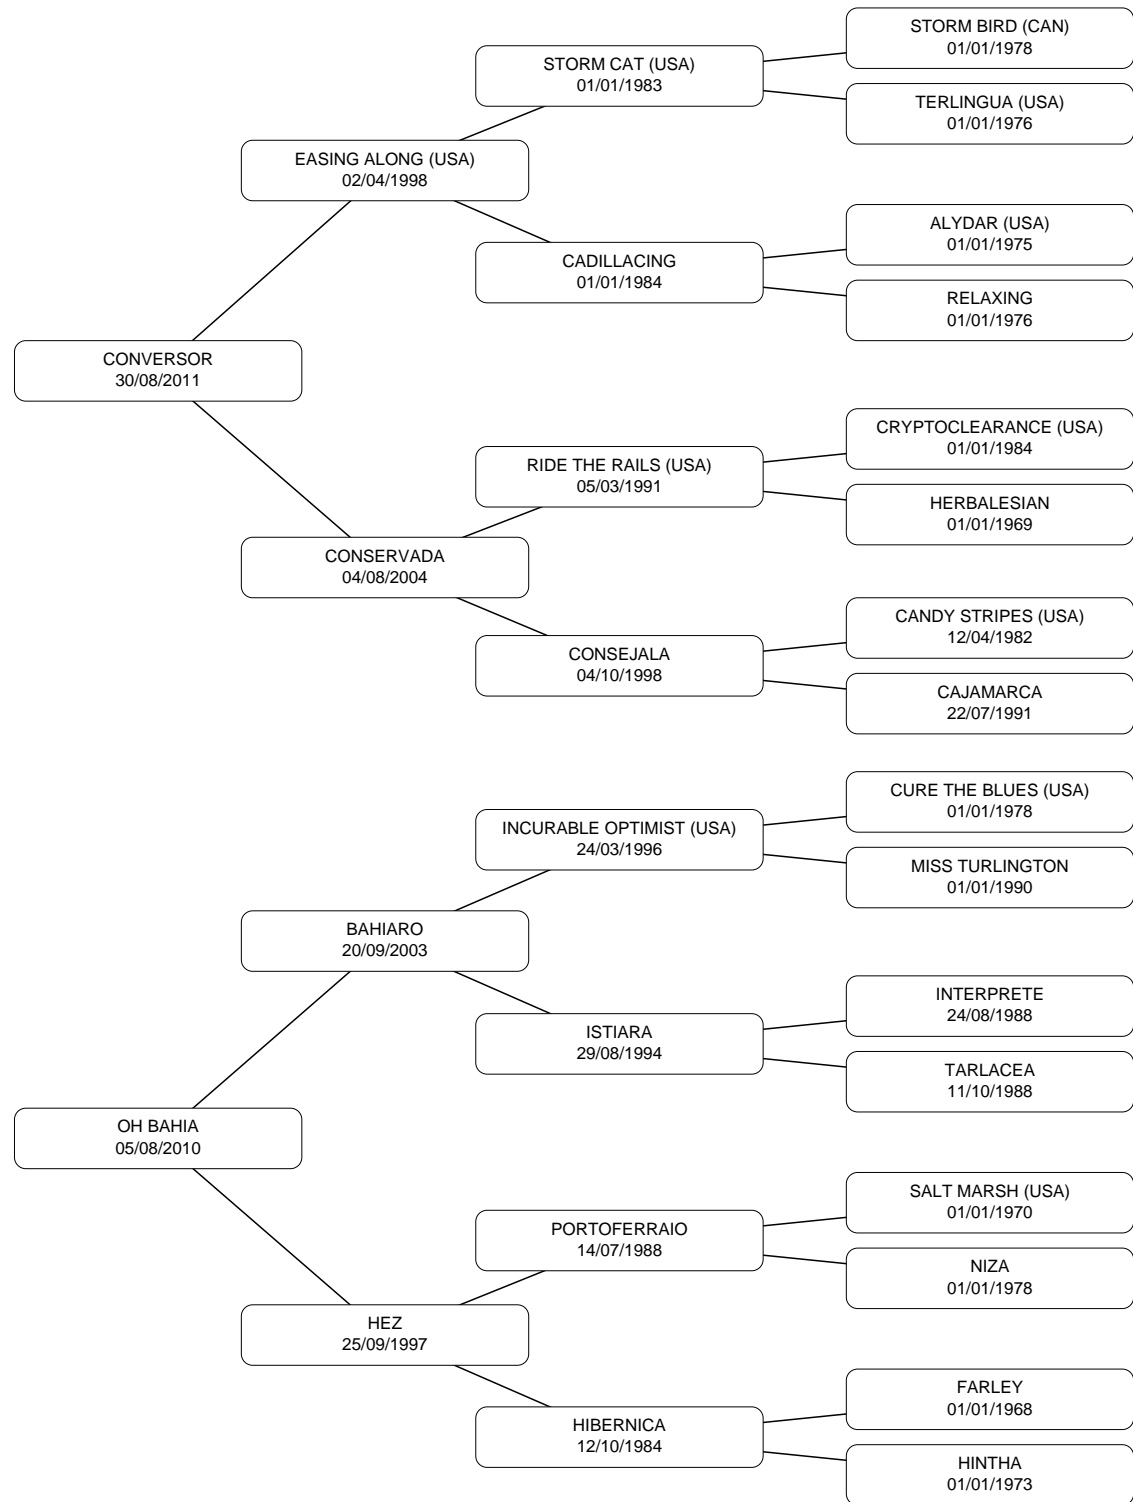 STORM BIRD (CAN)
01/01/1978
STORM CAT (USA)
01/01/1983
TERLINGUA (USA)
01/01/1976
EASING ALONG (USA)
02/04/1998
ALYDAR (USA)
01/01/1975
CADILLACING
01/01/1984
RELAXING
01/01/1976
CONVERSOR
30/08/2011
CRYPTOCLEARANCE (USA)
01/01/1984
RIDE THE RAILS (USA)
05/03/1991
HERBALESIAN
01/01/1969
CONSERVADA
04/08/2004
CANDY STRIPES (USA)
12/04/1982
CONSEJALA
04/10/1998
CAJAMARCA
22/07/1991
CURE THE BLUES (USA)
01/01/1978
INCURABLE OPTIMIST (USA)
24/03/1996
MISS TURLINGTON
01/01/1990
BAHIARO
20/09/2003
INTERPRETE
24/08/1988
ISTIARA
29/08/1994
TARLACEA
11/10/1988
OH BAHIA
05/08/2010
SALT MARSH (USA)
01/01/1970
PORTOFERRAIO
14/07/1988
NIZA
01/01/1978
HEZ
25/09/1997
FARLEY
01/01/1968
HIBERNICA
12/10/1984
HINTHA
01/01/1973